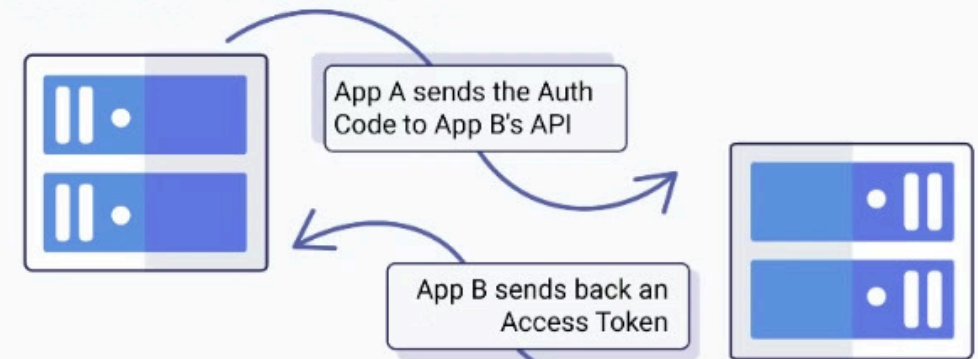 App A sends the Auth
Code to App B's API
App B sends back an
Access Token